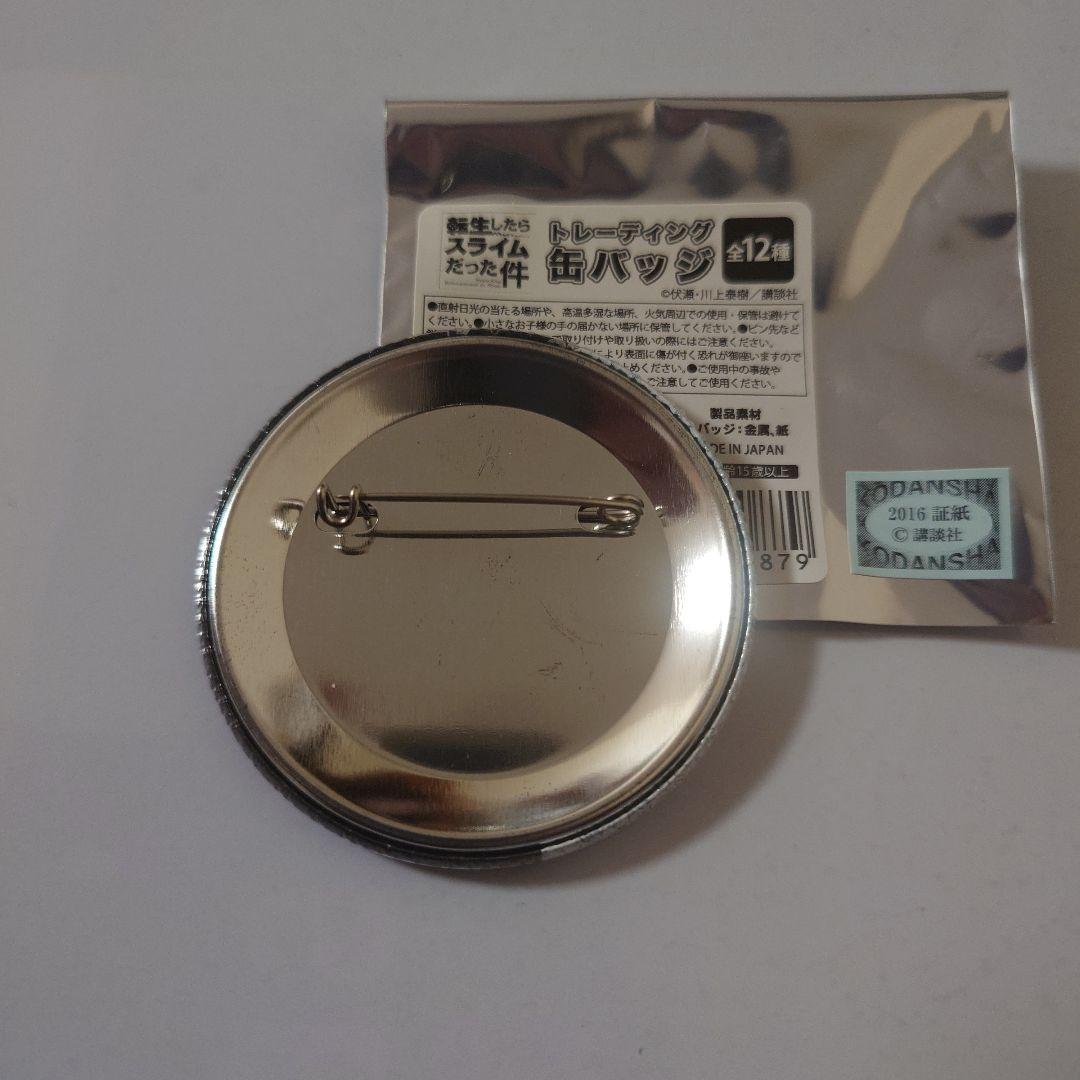 転生したら
スライム
だった件
トレーディング
缶バッジ
全12種
©伏瀬・川上泰樹／講談社
●直射日光の当たる場所や、高温多湿な場所、火気周辺での使用・保管は避けて
ください。●小さなお子様の手の届かない場所に保管してください。●ピン先など
取り付けや取り扱いの際にはご注意ください。
により表面に傷が付く恐れが御座いますので
止めください。●ご使用中の事故や
ご注意してご使用ください。
製品素材
バッジ：金属、紙
DE IN JAPAN
齢15歳以上
879
KODANSHA
2016 証紙
© 講談社
KODANSHA